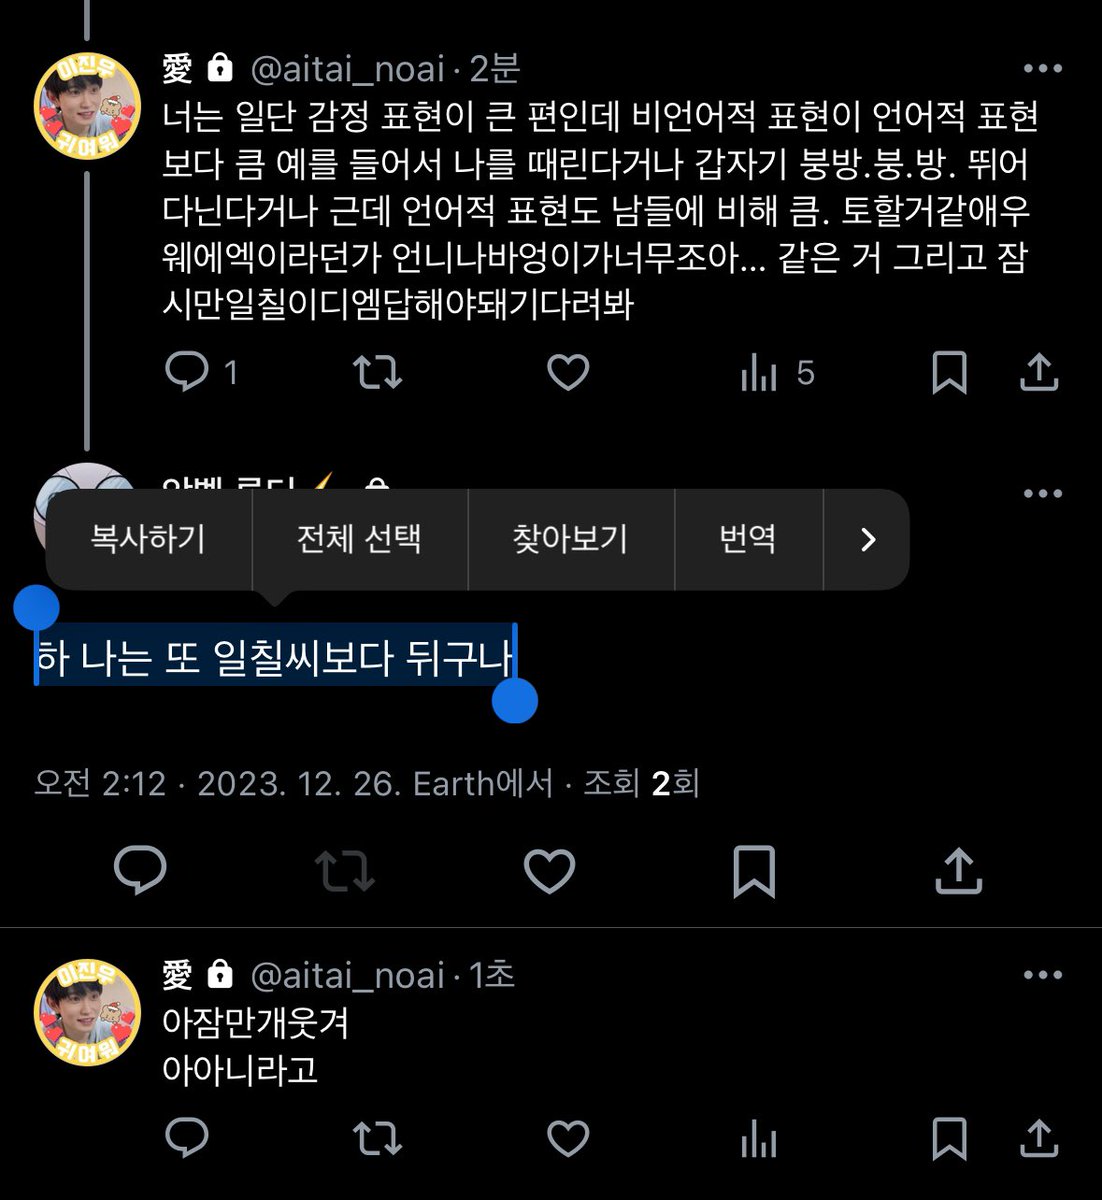 이진우
귀여워
愛 @aitai_noai · 2분
너는 일단 감정 표현이 큰 편인데 비언어적 표현이 언어적 표현
보다 큼 예를 들어서 나를 때린다거나 갑자기 붕방.붕.방. 뛰어
다닌다거나 근데 언어적 표현도 남들에 비해 큼. 토할거같애우
웨에엑이라던가 언니나바엉이가너무조아... 같은 거 그리고 잠
시만일칠이디엠답해야돼기다려봐
1
5
복사하기
전체 선택
찾아보기
번역
하 나는 또 일칠씨보다 뒤구나
오전 2:12 · 2023. 12. 26. Earth에서 · 조회 2회
이진우
귀여워
愛 @aitai_noai · 1초
아잠만개웃겨
아아니라고